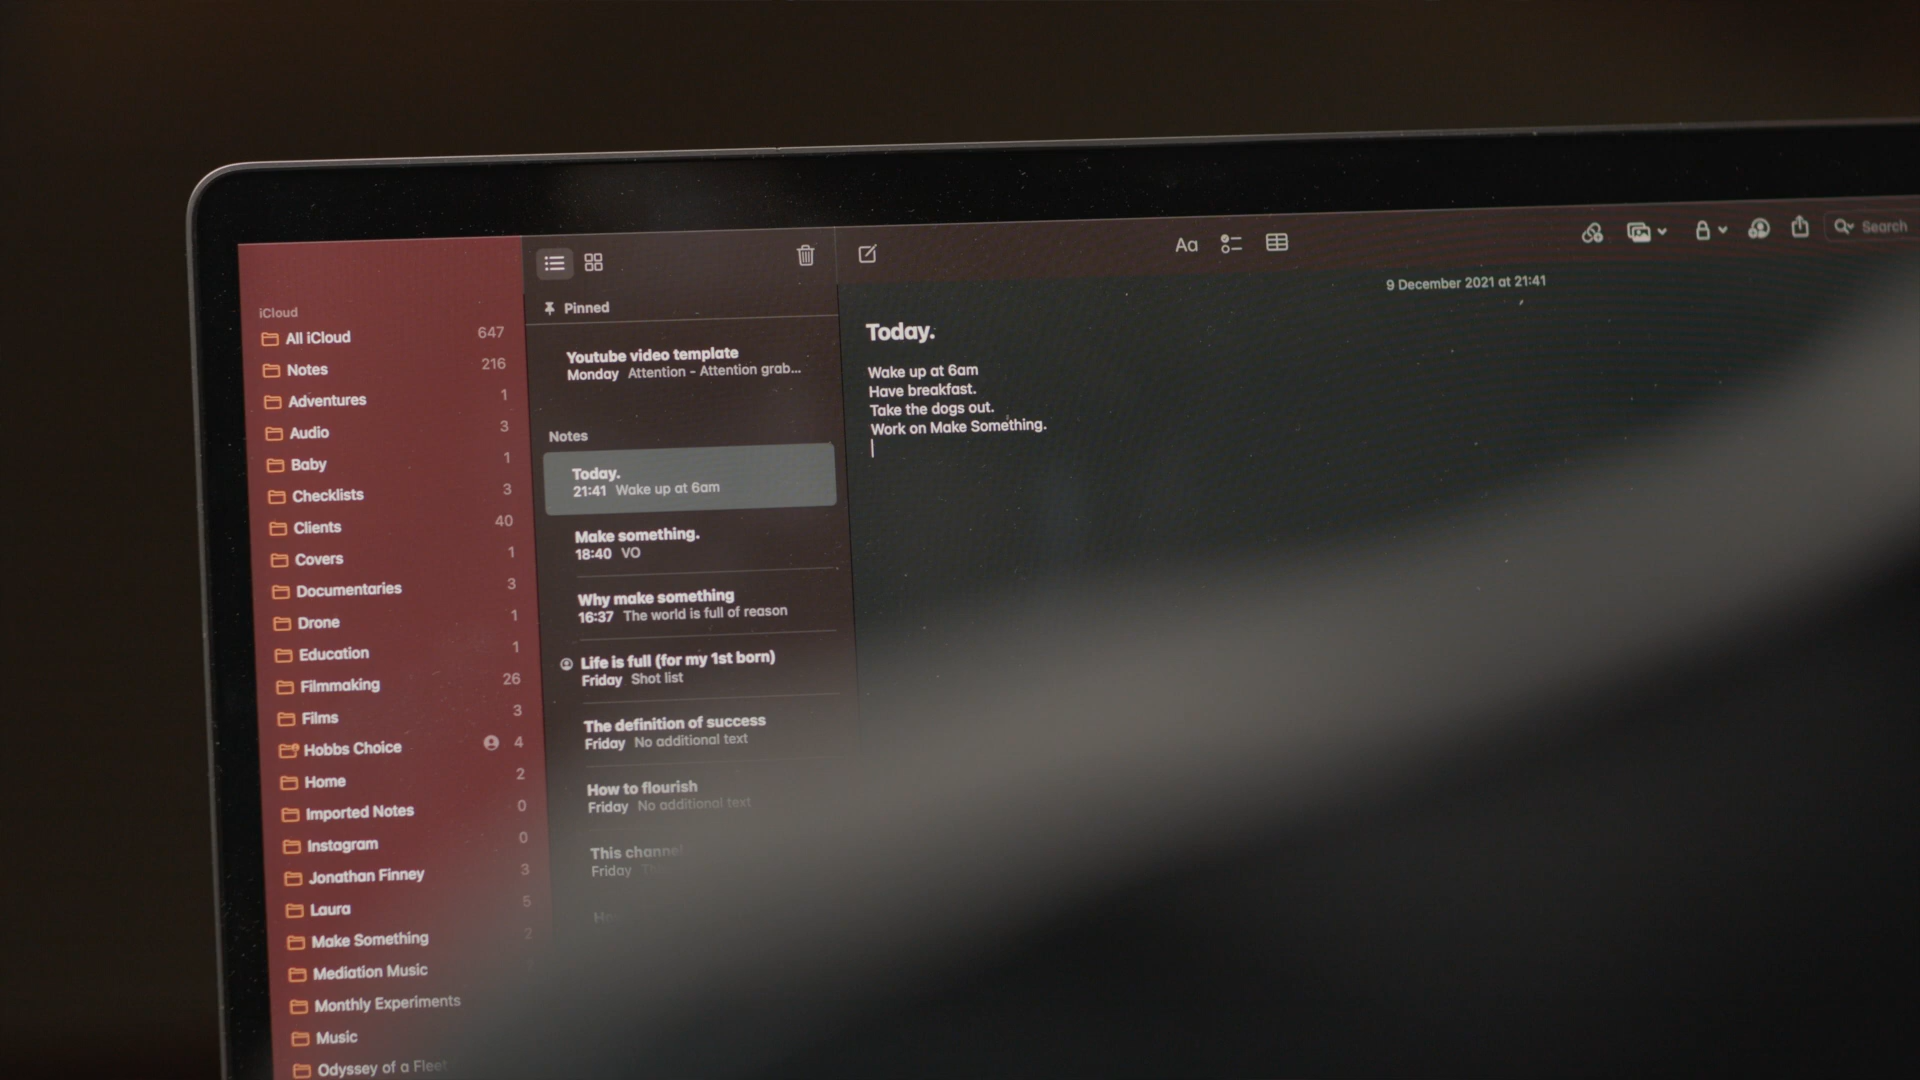 iCloud
All iCloud 647
Notes 216
Adventures 1
Audio 3
Baby 1
Checklists 3
Clients 40
Covers 1
Documentaries 3
Drone 1
Education 1
Filmmaking 26
Films 3
Hobbs Choice 4
Home 2
Imported Notes 0
Instagram 0
Jonathan Finney 3
Laura 5
Make Something 2
Mediation Music
Monthly Experiments
Music
Odyssey of a Fleet
Pinned
Youtube video template
Monday Attention - Attention grab...
Notes
Today.
21:41 Wake up at 6am
Make something.
18:40 VO
Why make something
16:37 The world is full of reason
Life is full (for my 1st born)
Friday Shot list
The definition of success
Friday No additional text
How to flourish
Friday No additional text
This channel
Friday
Aa
Search
9 December 2021 at 21:41
Today.
Wake up at 6am
Have breakfast.
Take the dogs out.
Work on Make Something.